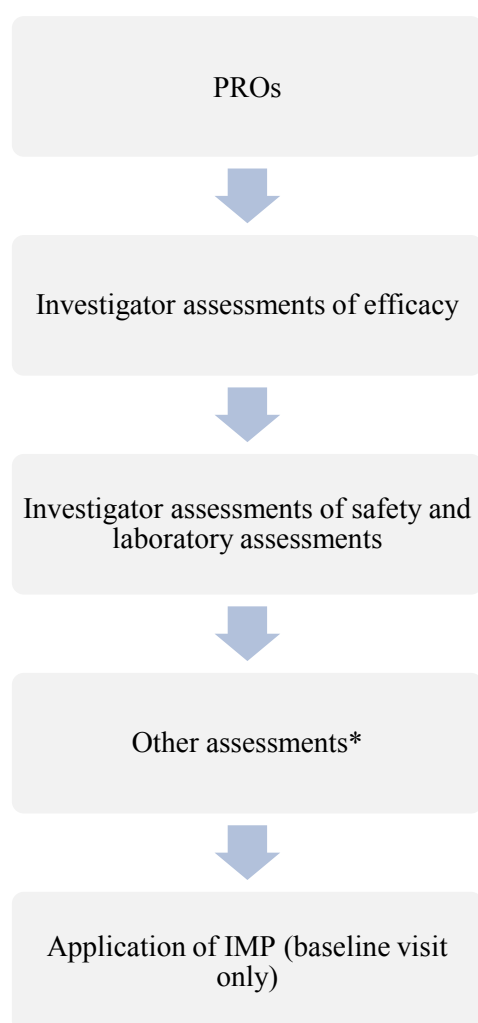 PROs
Investigator assessments of efficacy
Investigator assessments of safety and
laboratory assessments
Other assessments*
Application of IMP (baseline visit
only)